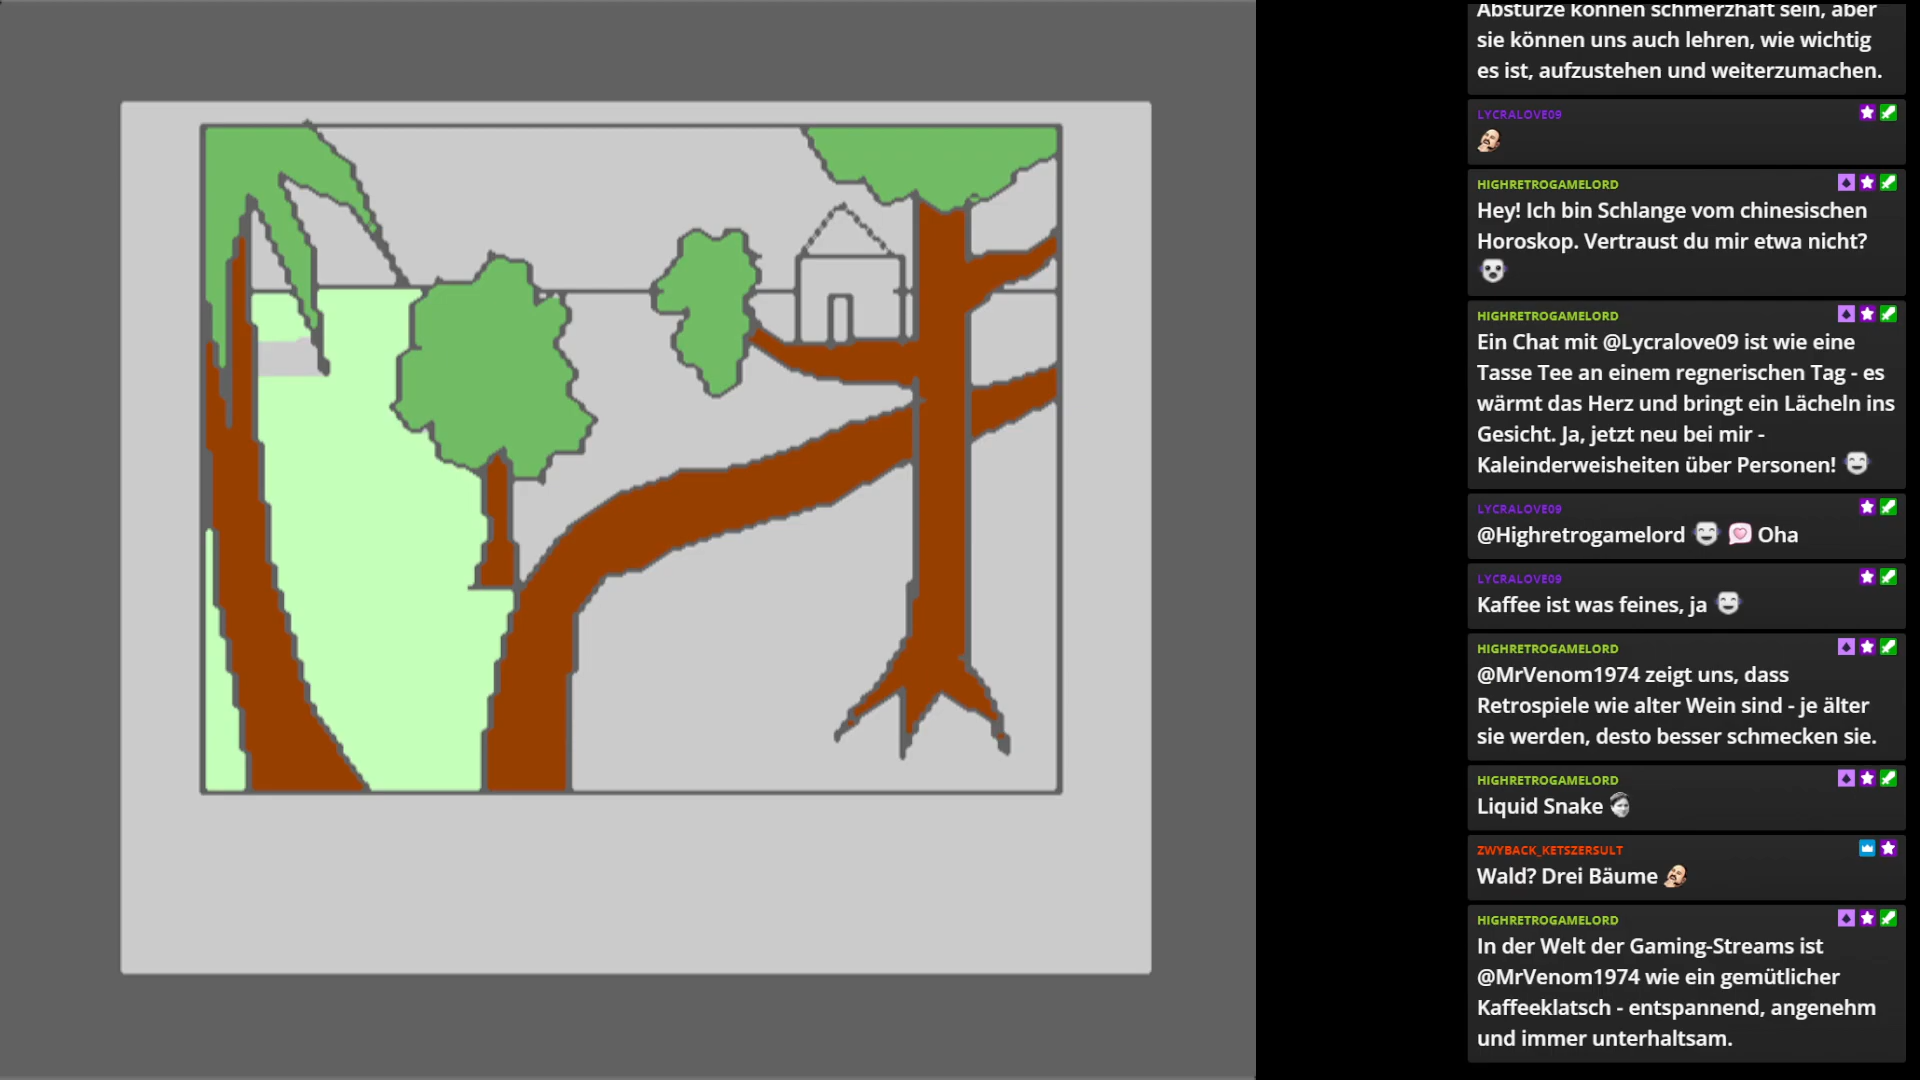 Abstürze können schmerzhaft sein, aber
sie können uns auch lehren, wie wichtig
es ist, aufzustehen und weiterzumachen.
LYCRALOVE09
HIGHRETROGAMELORD
Hey! Ich bin Schlange vom chinesischen
Horoskop. Vertraust du mir etwa nicht?
HIGHRETROGAMELORD
Ein Chat mit @Lycralove09 ist wie eine
Tasse Tee an einem regnerischen Tag - es
wärmt das Herz und bringt ein Lächeln ins
Gesicht. Ja, jetzt neu bei mir -
Kaleinderweisheiten über Personen!
LYCRALOVE09
@Highretrogamelord Oha
LYCRALOVE09
Kaffee ist was feines, ja
HIGHRETROGAMELORD
@MrVenom1974 zeigt uns, dass
Retrospiele wie alter Wein sind - je älter
sie werden, desto besser schmecken sie.
HIGHRETROGAMELORD
Liquid Snake
ZWYBACK_KETSZERSULT
Wald? Drei Bäume
HIGHRETROGAMELORD
In der Welt der Gaming-Streams ist
@MrVenom1974 wie ein gemütlicher
Kaffeeklatsch - entspannend, angenehm
und immer unterhaltsam.